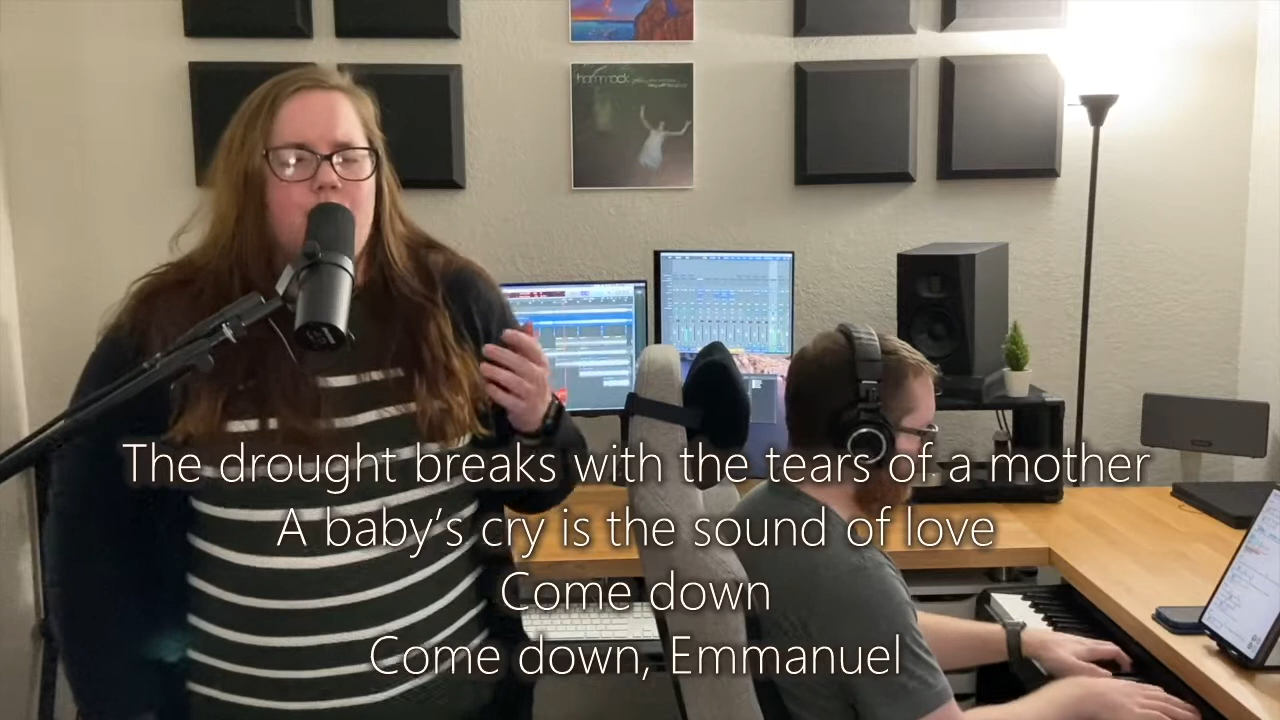 hammock
The drought breaks with the tears of a mother
A baby's cry is the sound of love
Come down
Come down, Emmanuel